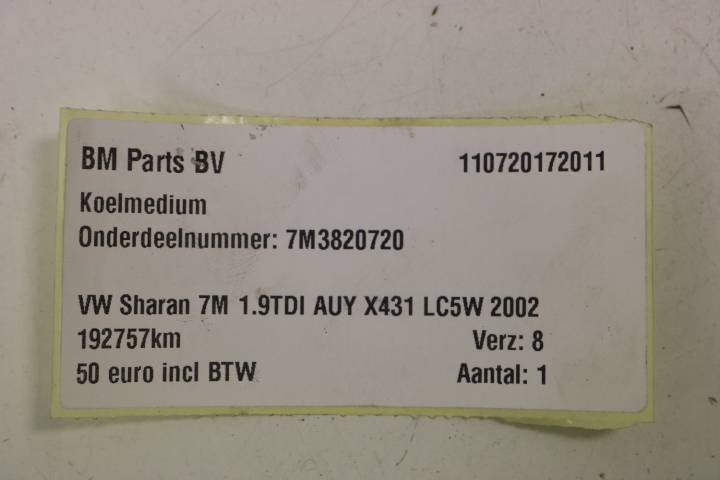 BM Parts BV 110720172011
Koelmedium
Onderdeelnummer: 7M3820720
VW Sharan 7M 1.9TDI AUY X431 LC5W 2002
192757km Verz: 8
50 euro incl BTW Aantal: 1